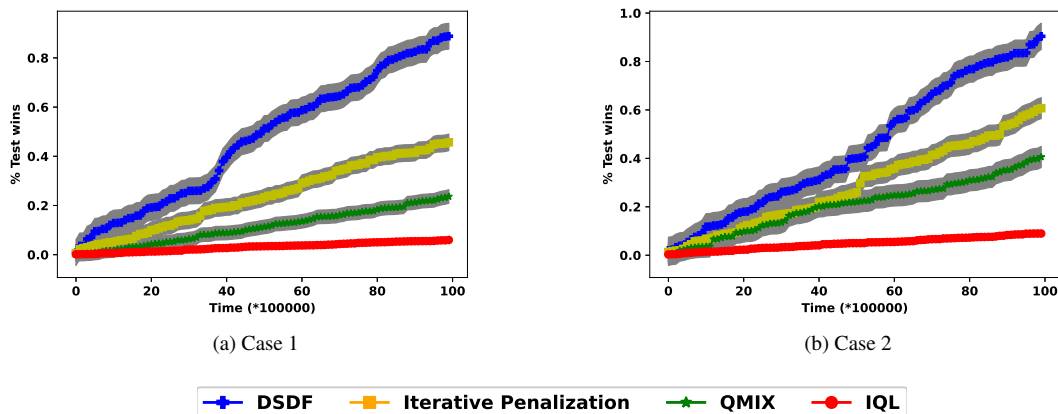 % Test wins
0.8
0.6
0.4
0.2
0.0
0 20 40 60 80 100
Time (*100000)
(a) Case 1
% Test wins
1.0
0.8
0.6
0.4
0.2
0.0
0 20 40 60 80 100
Time (*100000)
(b) Case 2
DSDF Iterative Penalization QMIX IQL